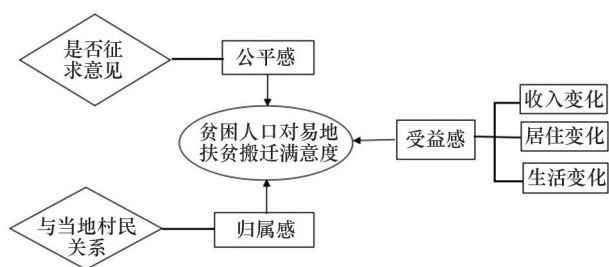 是否征
求意见
公平感
贫困人口对易地
扶贫搬迁满意度
受益感
收入变化
居住变化
生活变化
与当地村民
关系
归属感